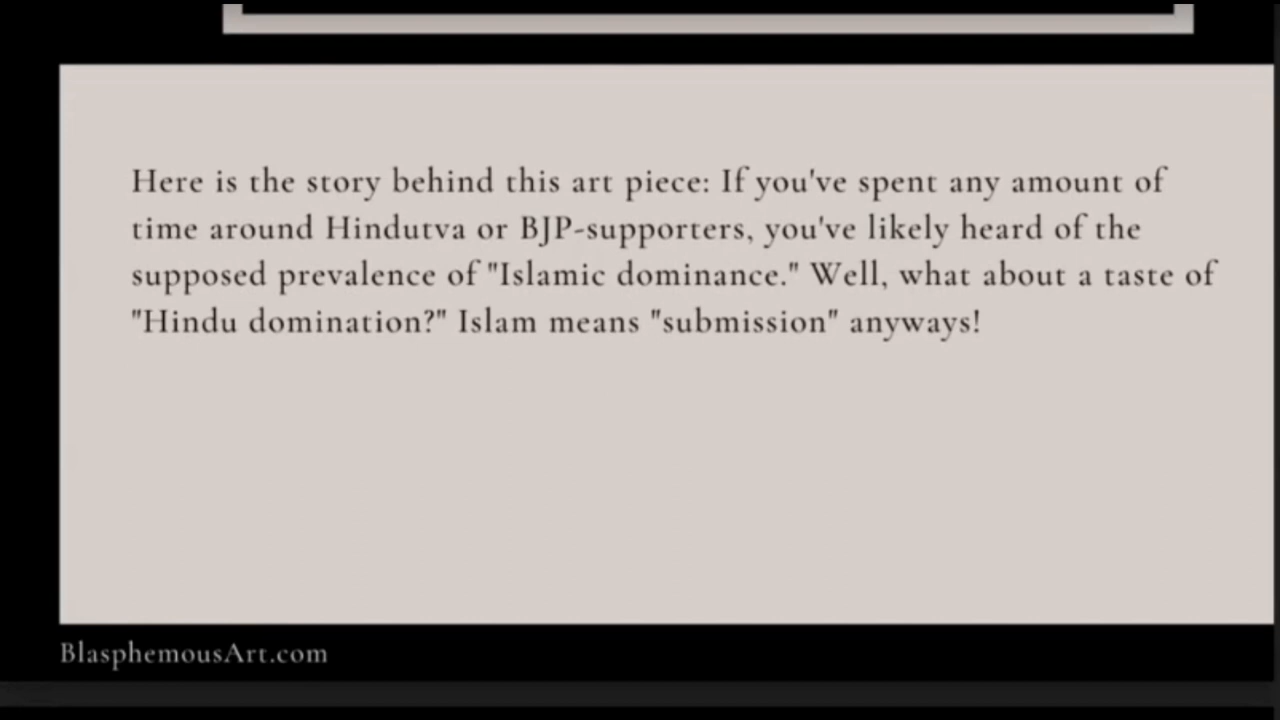 Here is the story behind this art piece: If you've spent any amount of
time around Hindutva or BJP-supporters, you've likely heard of the
supposed prevalence of "Islamic dominance." Well, what about a taste of
"Hindu domination?" Islam means "submission" anyways!
BlasphemousArt.com